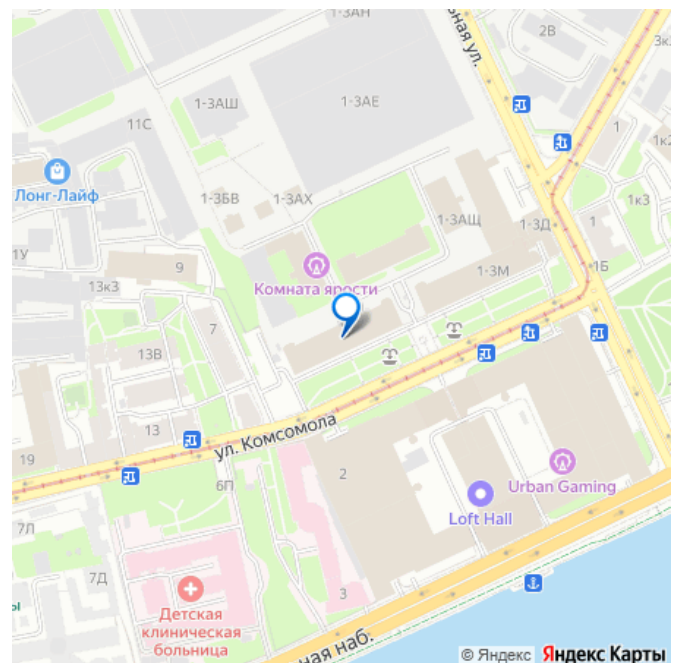 1-3АН
ьная ул.
2В
3к
1-3АШ
1-3АЕ
11С
1
1к2
Лонг-Лайф
1-3БВ
1-3АХ
1к3
1-3АЩ
1
1-3Д
1У
9
1-3М
1Б
Комната ярости
13к3
7
13В
13
ул. Комсомола
19
2
6П
Urban Gaming
7Л
Loft Hall
7Д
3
ы
Детская
клиническая
больница
ная наб.
© Яндекс Яндекс Карты